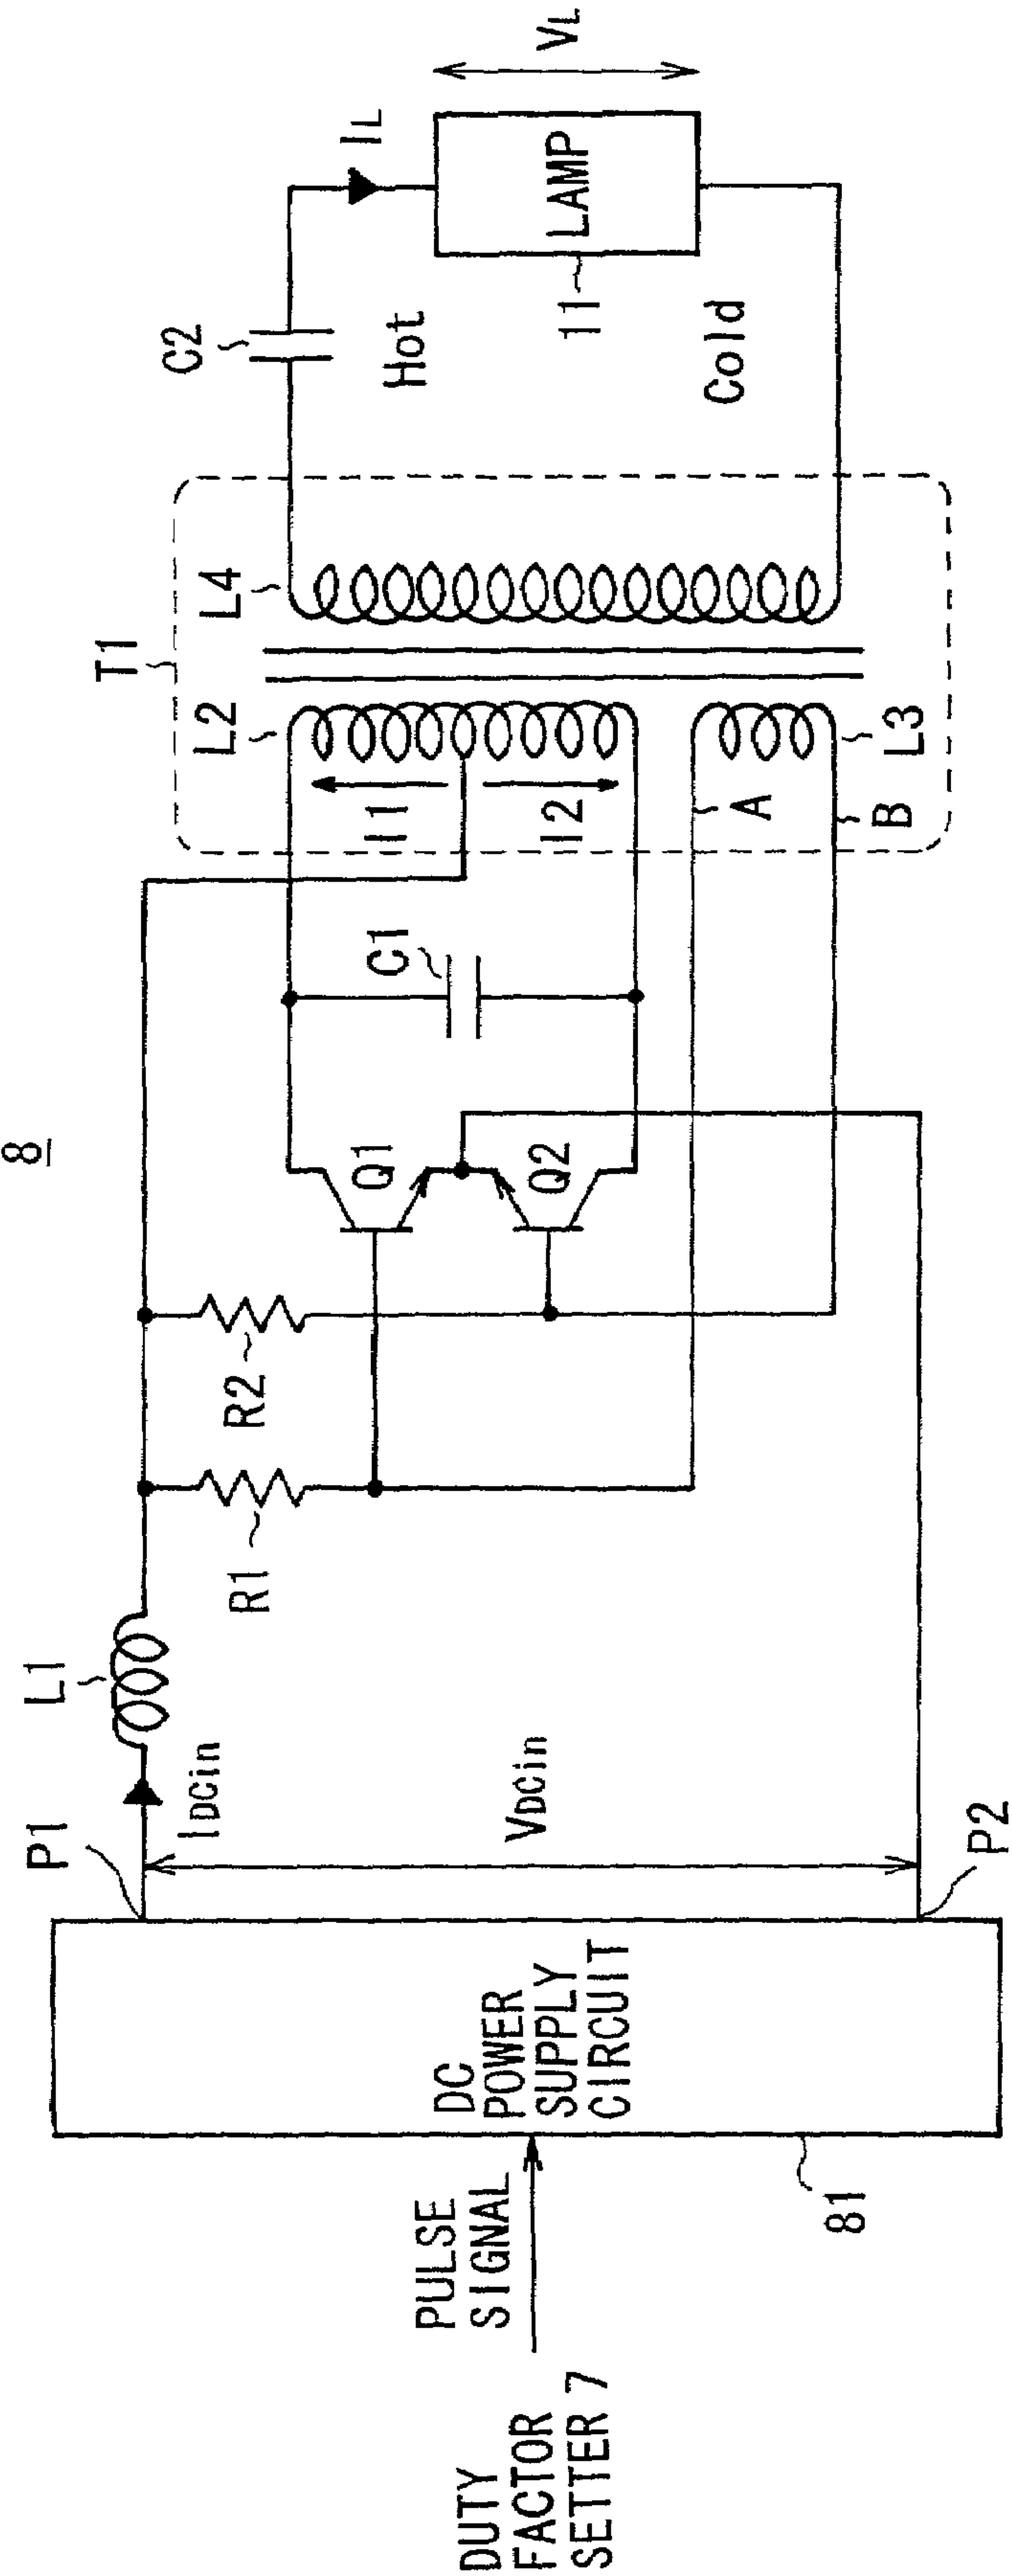 8
DUTY
FACTOR
SETTER 7
PULSE
SIGNAL
DC
POWER
SUPPLY
CIRCUIT
81
P1
P2
IDCin
VDCin
L1
R1
R2
Q1
Q2
C1
T1
L2
I1
I2
A
B
L3
L4
C2
Hot
Cold
IL
LAMP
11
VL